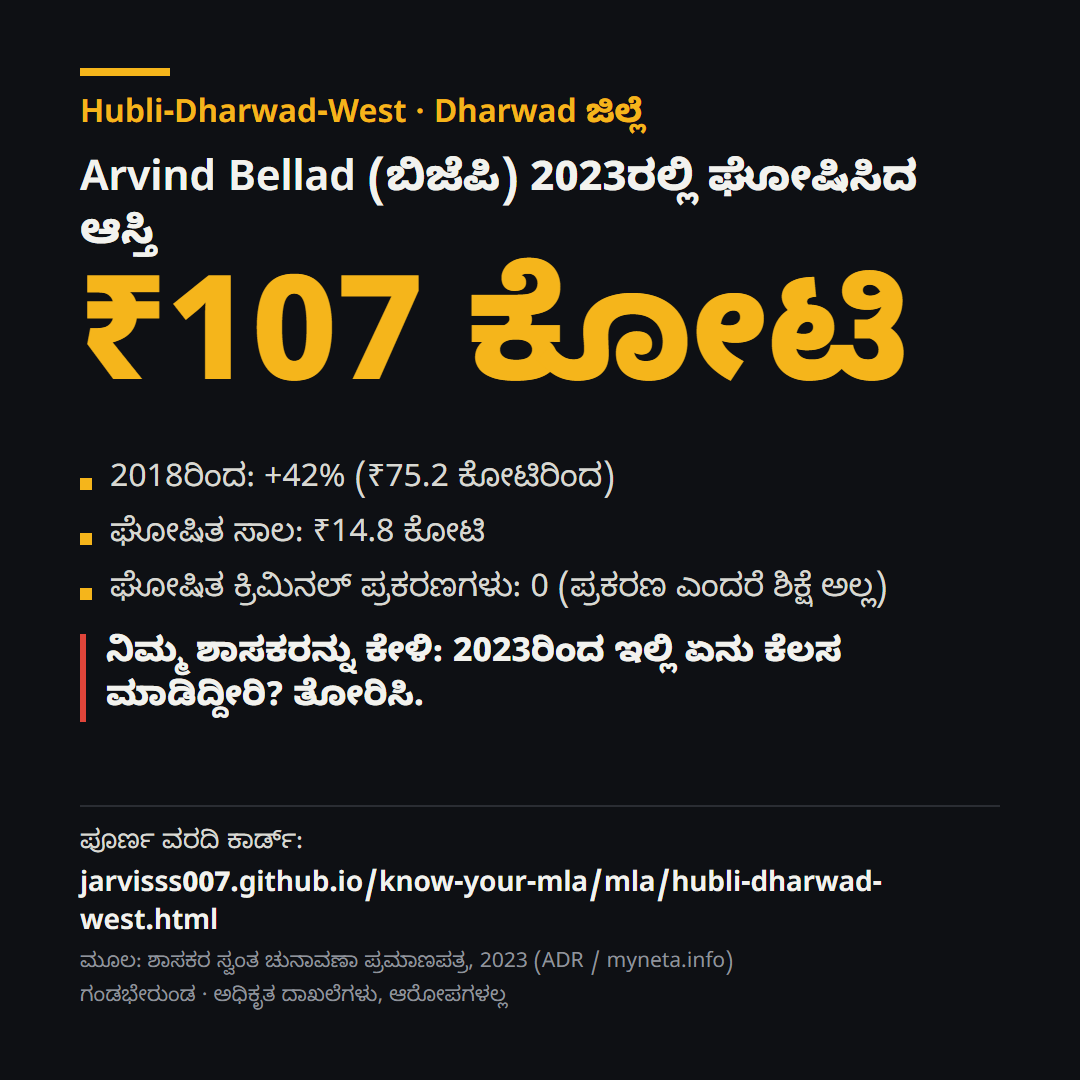 Hubli-Dharwad-West · Dharwad ಜಿಲ್ಲೆ
Arvind Bellad (ಬಿಜೆಪಿ) 2023ರಲ್ಲಿ ಘೋಷಿಸಿದ
ಆಸ್ತಿ
₹107 ಕೋಟಿ
2018ರಿಂದ: +42% (₹75.2 ಕೋಟಿರಿಂದ)
ಘೋಷಿತ ಸಾಲ: ₹14.8 ಕೋಟಿ
ಘೋಷಿತ ಕ್ರಿಮಿನಲ್ ಪ್ರಕರಣಗಳು: 0 (ಪ್ರಕರಣ ಎಂದರೆ ಶಿಕ್ಷೆ ಅಲ್ಲ)
ನಿಮ್ಮ ಶಾಸಕರನ್ನು ಕೇಳಿ: 2023ರಿಂದ ಇಲ್ಲಿ ಏನು ಕೆಲಸ
ಮಾಡಿದ್ದೀರಿ? ತೋರಿಸಿ.
ಪೂರ್ಣ ವರದಿ ಕಾರ್ಡ್:
jarvisss007.github.io/know-your-mla/mla/hubli-dharwad-
west.html
ಮೂಲ: ಶಾಸಕರ ಸ್ವಂತ ಚುನಾವಣಾ ಪ್ರಮಾಣಪತ್ರ, 2023 (ADR / myneta.info)
ಗಂಡಭೇರುಂಡ · ಅಧಿಕೃತ ದಾಖಲೆಗಳು, ಆರೋಪಗಳಲ್ಲ